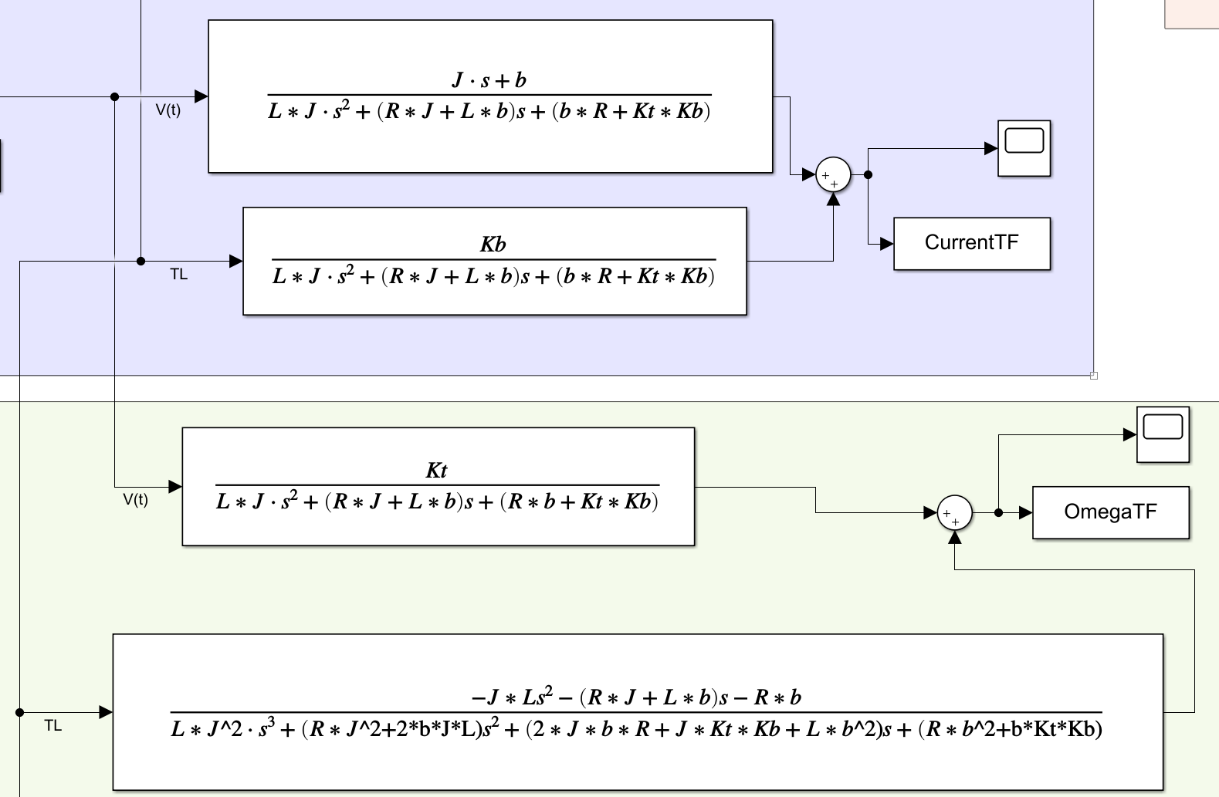 J · s + b
L * J · s² + (R * J + L * b)s + (b * R + Kt * Kb)
V(t)
+
+
CurrentTF
Kb
L * J · s² + (R * J + L * b)s + (b * R + Kt * Kb)
TL
Kt
L * J · s² + (R * J + L * b)s + (R * b + Kt * Kb)
V(t)
+
+
OmegaTF
−J * Ls² − (R * J + L * b)s − R * b
L * J^2 · s³ + (R * J^2+2*b*J*L)s² + (2 * J * b * R + J * Kt * Kb + L * b^2)s + (R * b^2+b*Kt*Kb)
TL